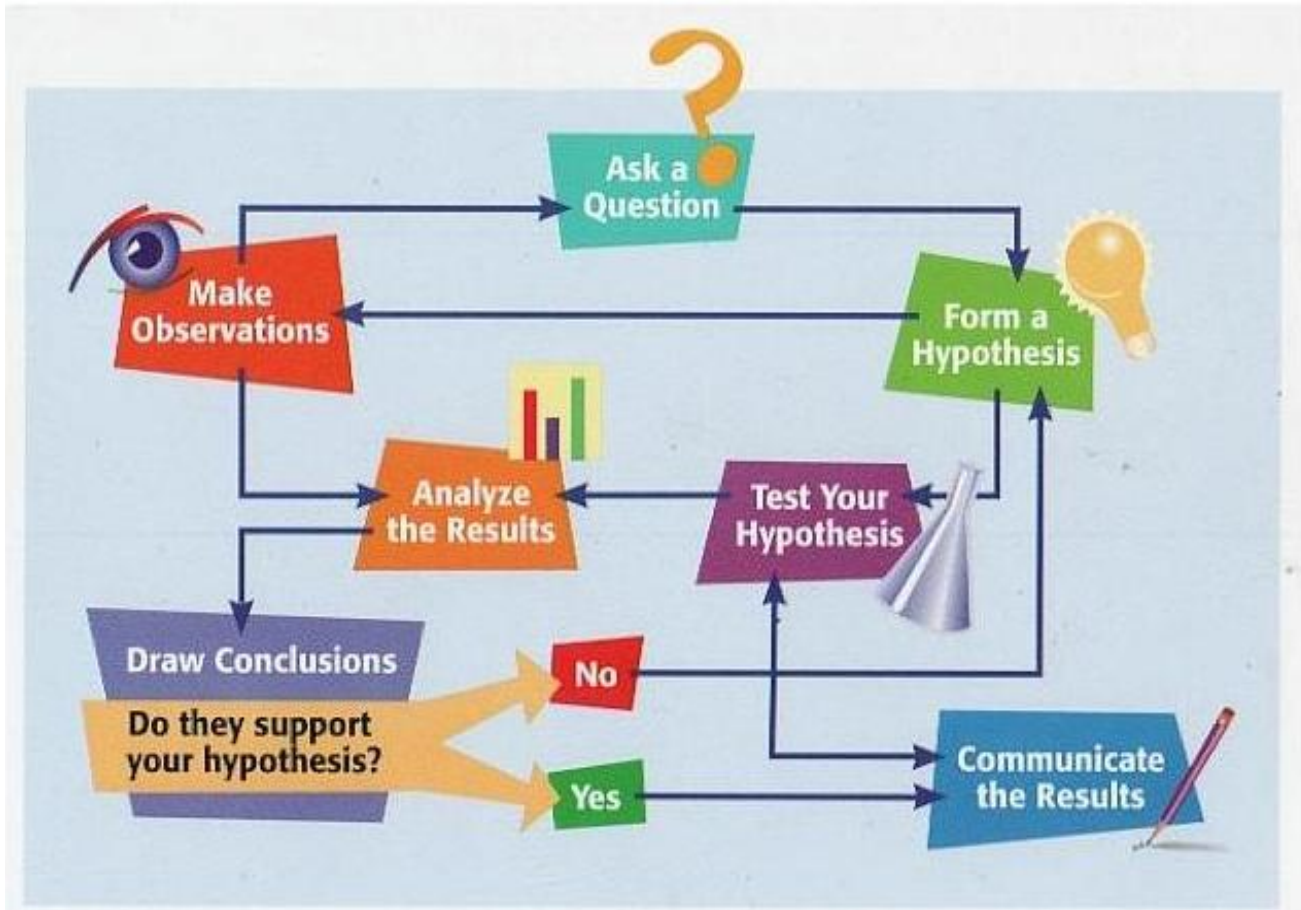 Ask a
Question
Make
Observations
Form a
Hypothesis
Analyze
the Results
Test Your
Hypothesis
Draw Conclusions
Do they support
your hypothesis?
No
Yes
Communicate
the Results